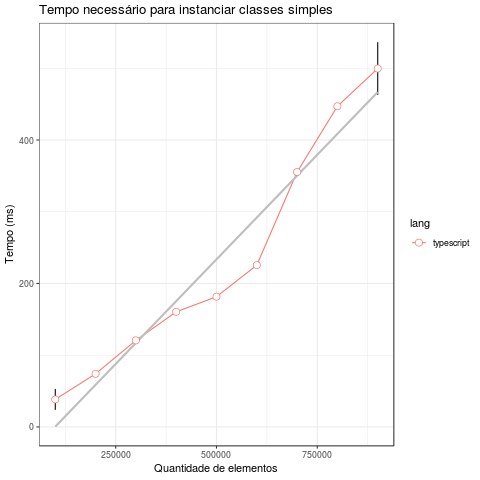 Tempo necessário para instanciar classes simples
Tempo (ms)
400
200
0
250000
500000
750000
Quantidade de elementos
lang
typescript